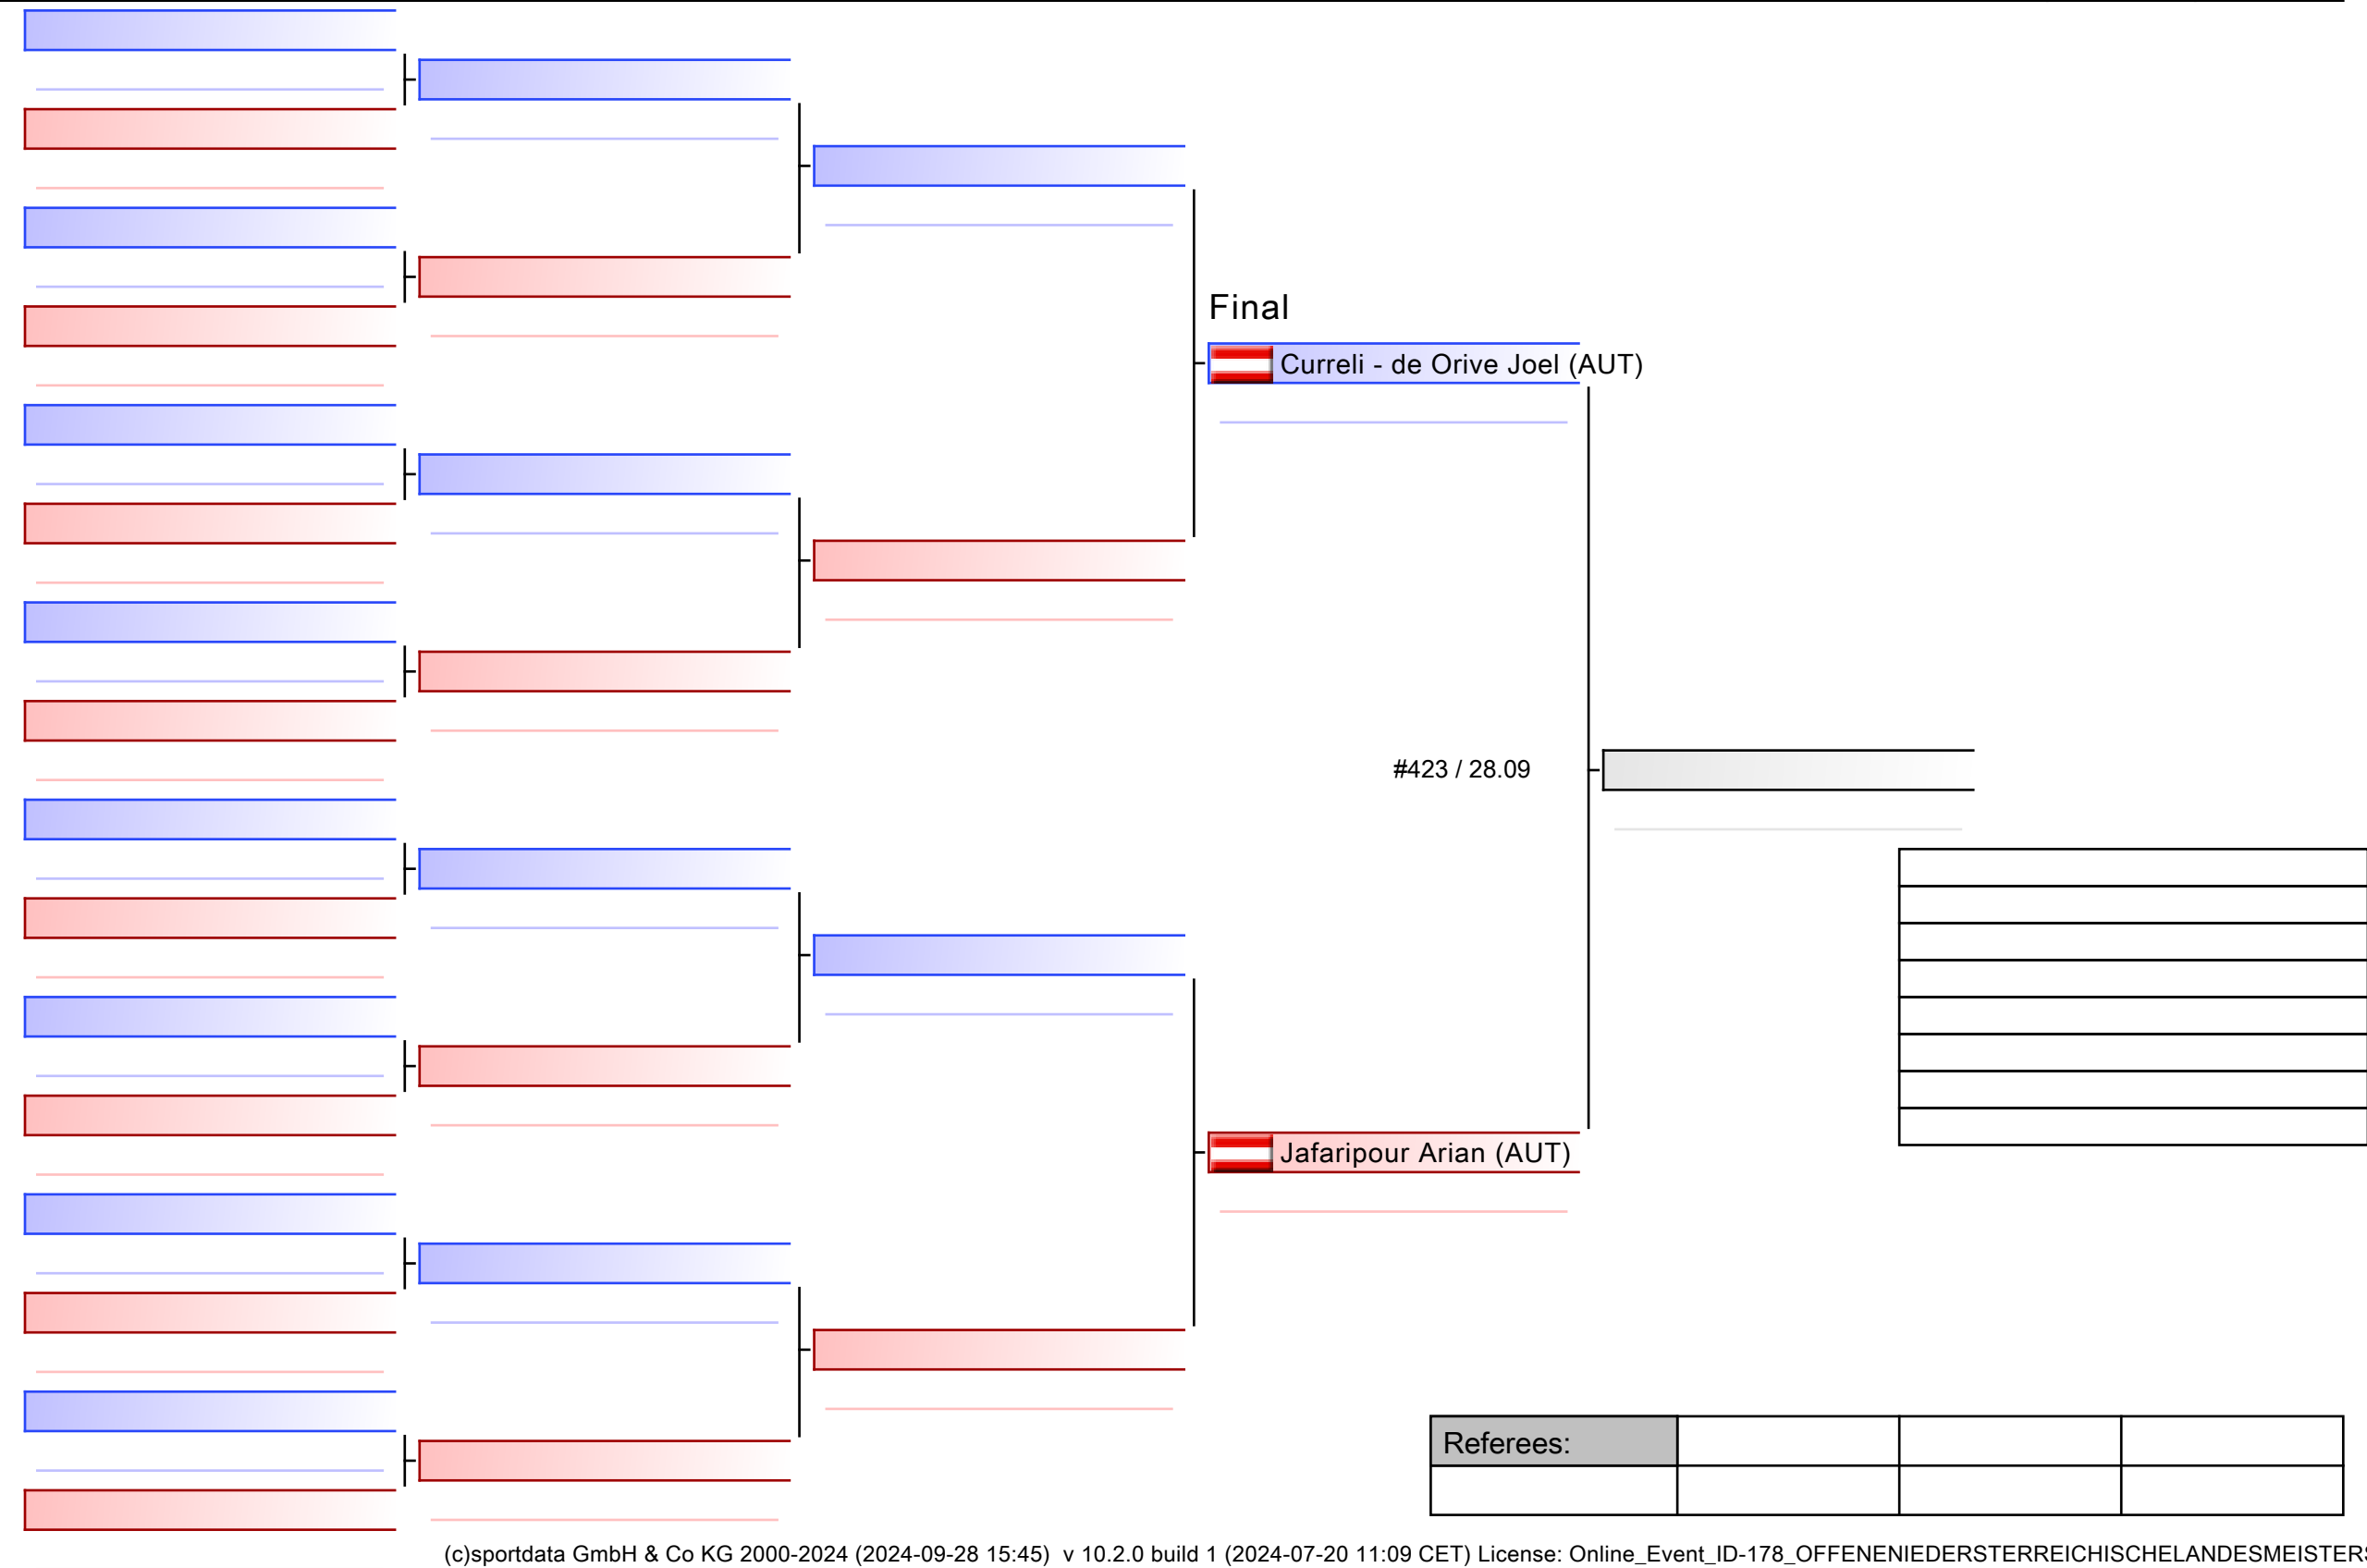 Final
Curreli - de Orive Joel (AUT)
#423 / 28.09
Jafaripour Arian (AUT)
Referees:
(c)sportdata GmbH & Co KG 2000-2024 (2024-09-28 15:45)  v 10.2.0 build 1 (2024-07-20 11:09 CET) License: Online_Event_ID-178_OFFENENIEDERSTERREICHISCHELANDESMEISTERS